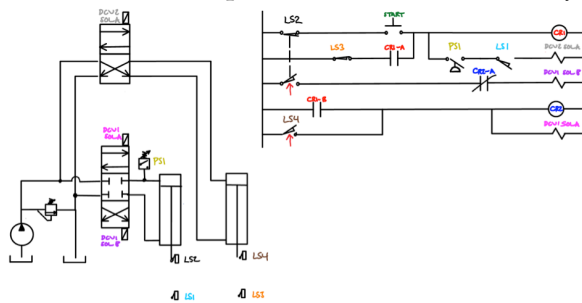 DCV2
SOL A
DCV1
SOL A
PS1
DCV1
SOL B
LS2
LS4
LS1
LS3
LS2
START
CR1
LS3
CR1-A
PS1
LS1
DCV2 SOL A
CR2-A
DCV1 SOL B
CR1-B
CR2
LS4
DCV1 SOL A